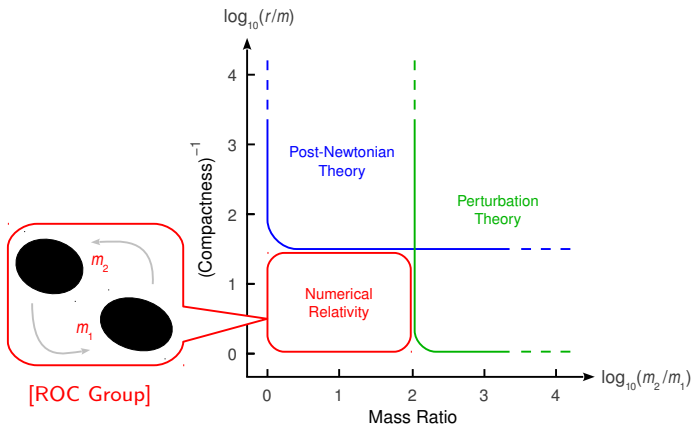 log₁₀(r/m)
4
3
2
1
0
(Compactness)⁻¹
Post-Newtonian
Theory
Perturbation
Theory
Numerical
Relativity
m₂
m₁
[ROC Group]
0
1
2
3
4
log₁₀(m₂/m₁)
Mass Ratio